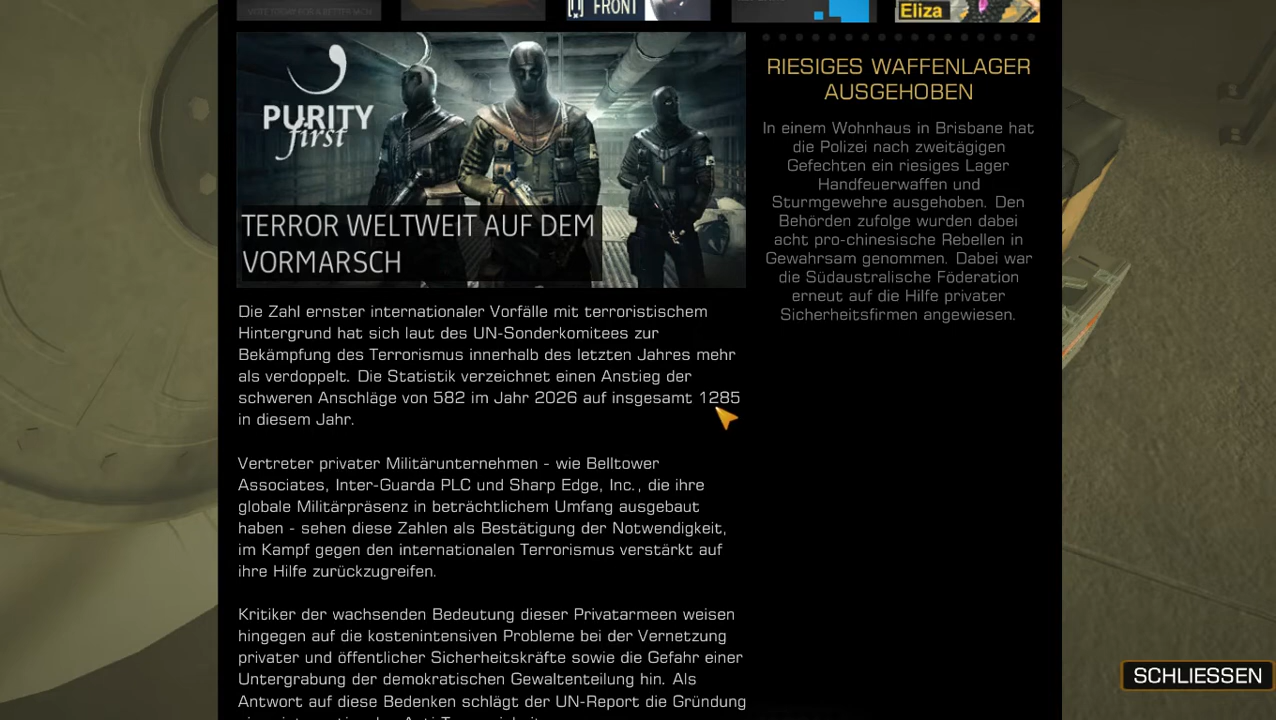 FRONT
Eliza
PURITY
first
TERROR WELTWEIT AUF DEM
VORMARSCH
Die Zahl ernster internationaler Vorfälle mit terroristischem
Hintergrund hat sich laut des UN-Sonderkomitees zur
Bekämpfung des Terrorismus innerhalb des letzten Jahres mehr
als verdoppelt. Die Statistik verzeichnet einen Anstieg der
schweren Anschläge von 582 im Jahr 2026 auf insgesamt 1285
in diesem Jahr.
Vertreter privater Militärunternehmen - wie Belltower
Associates, Inter-Guarda PLC und Sharp Edge, Inc., die ihre
globale Militärpräsenz in beträchtlichem Umfang ausgebaut
haben - sehen diese Zahlen als Bestätigung der Notwendigkeit,
im Kampf gegen den internationalen Terrorismus verstärkt auf
ihre Hilfe zurückzugreifen.
Kritiker der wachsenden Bedeutung dieser Privatarmeen weisen
hingegen auf die kostenintensiven Probleme bei der Vernetzung
privater und öffentlicher Sicherheitskräfte sowie die Gefahr einer
Untergrabung der demokratischen Gewaltenteilung hin. Als
Antwort auf diese Bedenken schlägt der UN-Report die Gründung
RIESIGES WAFFENLAGER
AUSGEHOBEN
In einem Wohnhaus in Brisbane hat
die Polizei nach zweitägigen
Gefechten ein riesiges Lager
Handfeuerwaffen und
Sturmgewehre ausgehoben. Den
Behörden zufolge wurden dabei
acht pro-chinesische Rebellen in
Gewahrsam genommen. Dabei war
die Südaustralische Föderation
erneut auf die Hilfe privater
Sicherheitsfirmen angewiesen.
SCHLIESSEN